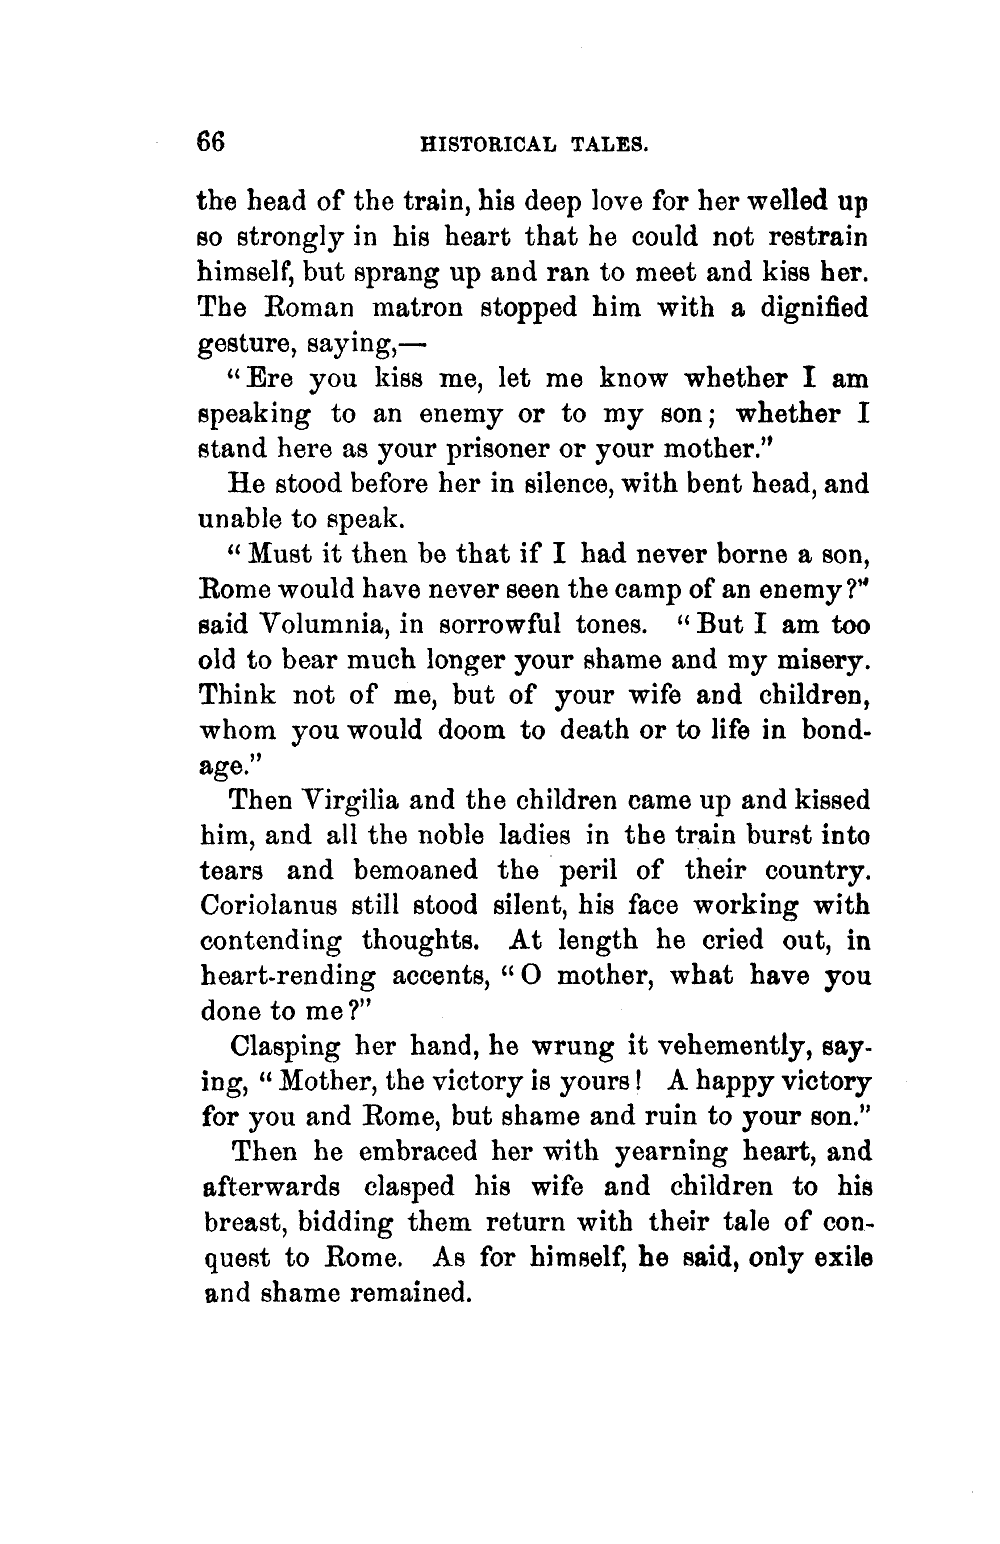 66 HISTORICAL TALES.
the head of the train, his deep love for her welled up
so strongly in his heart that he could not restrain
himself, but sprang up and ran to meet and kiss her.
The Roman matron stopped him with a dignified
gesture, saying,—
“Ere you kiss me, let me know whether I am
speaking to an enemy or to my son; whether I
stand here as your prisoner or your mother.”
He stood before her in silence, with bent head, and
unable to speak.
“Must it then be that if I had never borne a son,
Rome would have never seen the camp of an enemy?”
said Volumnia, in sorrowful tones. “But I am too
old to bear much longer your shame and my misery.
Think not of me, but of your wife and children,
whom you would doom to death or to life in bond-
age.”
Then Virgilia and the children came up and kissed
him, and all the noble ladies in the train burst into
tears and bemoaned the peril of their country.
Coriolanus still stood silent, his face working with
contending thoughts. At length he cried out, in
heart-rending accents, “O mother, what have you
done to me?”
Clasping her hand, he wrung it vehemently, say-
ing, “Mother, the victory is yours! A happy victory
for you and Rome, but shame and ruin to your son.”
Then he embraced her with yearning heart, and
afterwards clasped his wife and children to his
breast, bidding them return with their tale of con-
quest to Rome. As for himself, he said, only exile
and shame remained.